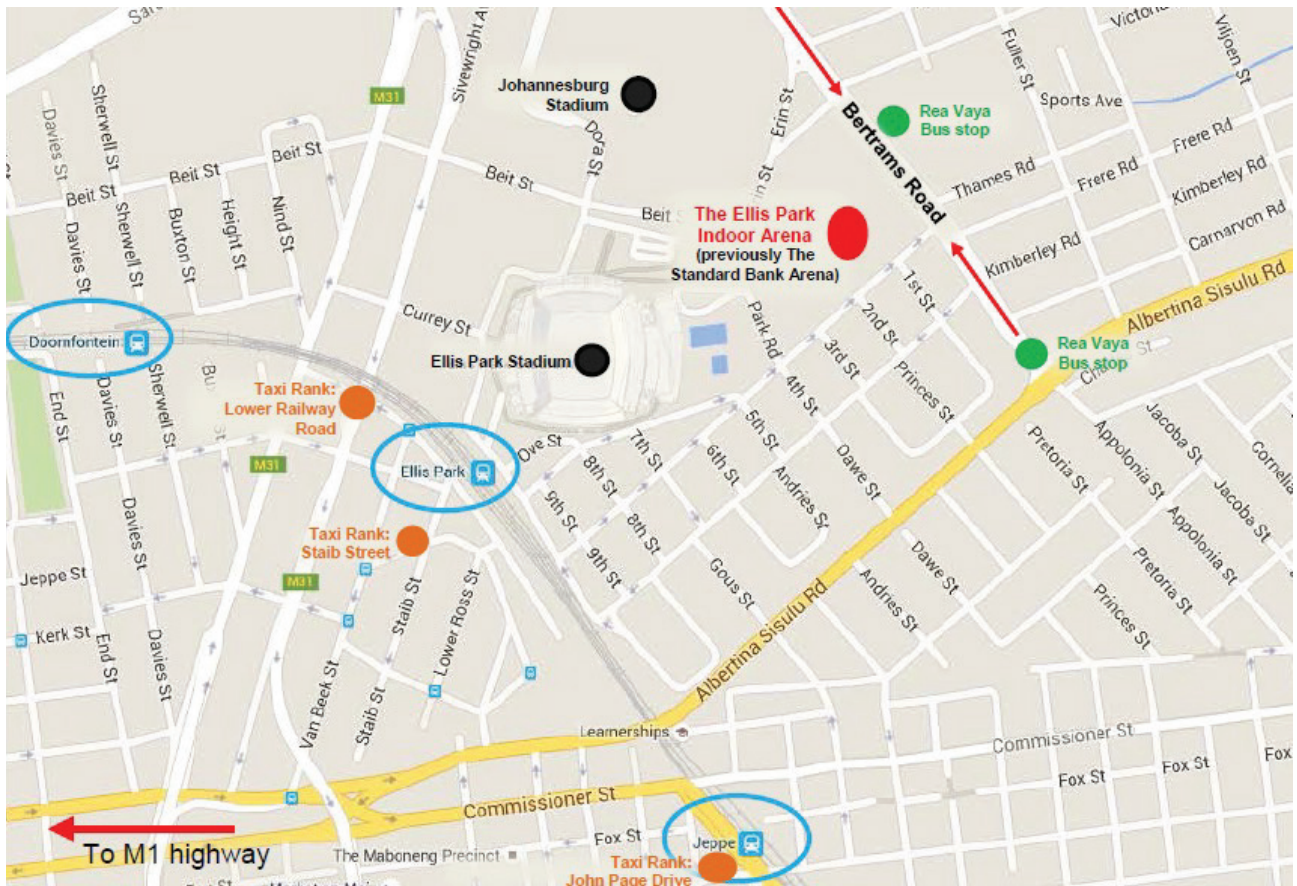 Sivewright Av
Victoria
Fuller St
Viljoen St
Johannesburg
Stadium
M31
Sherwell St
Davies St
Dora St
Erin St
Rea Vaya
Bus stop
Sports Ave
Bertrams Road
Frere Rd
Beit St
Beit St
Beit St
Beit St
Thames Rd
Frere Rd
Kimberley Rd
Carnarvon Rd
Beit S
The Ellis Park
Indoor Arena
(previously The
Standard Bank Arena)
Davies St
Sherwell St
Buxton St
Height St
Nind St
Kimberley Rd
1st St
2nd St
3rd St
4th St
5th St
Albertina Sisulu Rd
Currey St
Park Rd
Princes St
Doornfontein
Ellis Park Stadium
Rea Vaya
Bus stop
Taxi Rank:
Lower Railway
Road
End St
Davies St
Sherwell St
Ellis Park
M31
7th St
6th St
8th St
8th St
9th St
9th St
Andries St
Dawe St
Pretoria St
Appolonia St
Jacoba St
Cornelia
Taxi Rank:
Staib Street
M31
Jeppe St
Kerk St
End St
Davies St
Davies St
Staib St
Lower Ross St
Van Beek St
Staib St
Gous St
Albertina Sisulu Rd
Andries St
Dawe St
Princes St
Pretoria St
Appolonia St
Jacoba St
Learnerships
Commissioner St
Fox St
Fox St
Commissioner St
Fox St
Jeppe
To M1 highway
The Maboneng Precinct
Taxi Rank:
John Page Drive